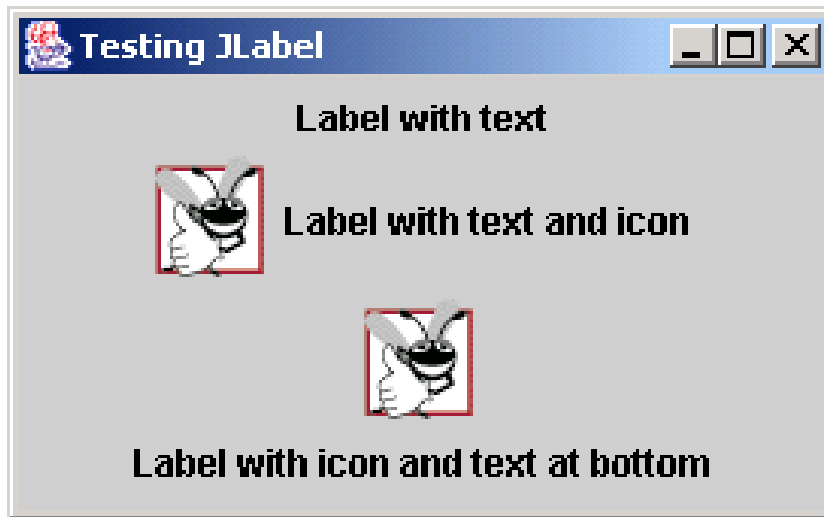 Testing JLabel
Label with text
Label with text and icon
Label with icon and text at bottom